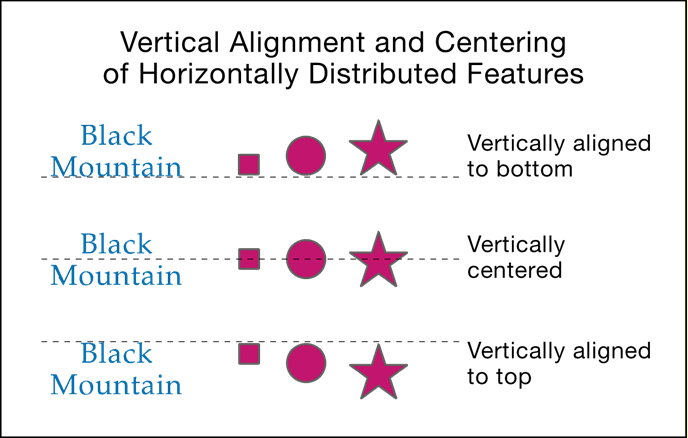 Vertical Alignment and Centering
of Horizontally Distributed Features
Black
Mountain
Vertically aligned
to bottom
Black
Mountain
Vertically
centered
Black
Mountain
Vertically aligned
to top